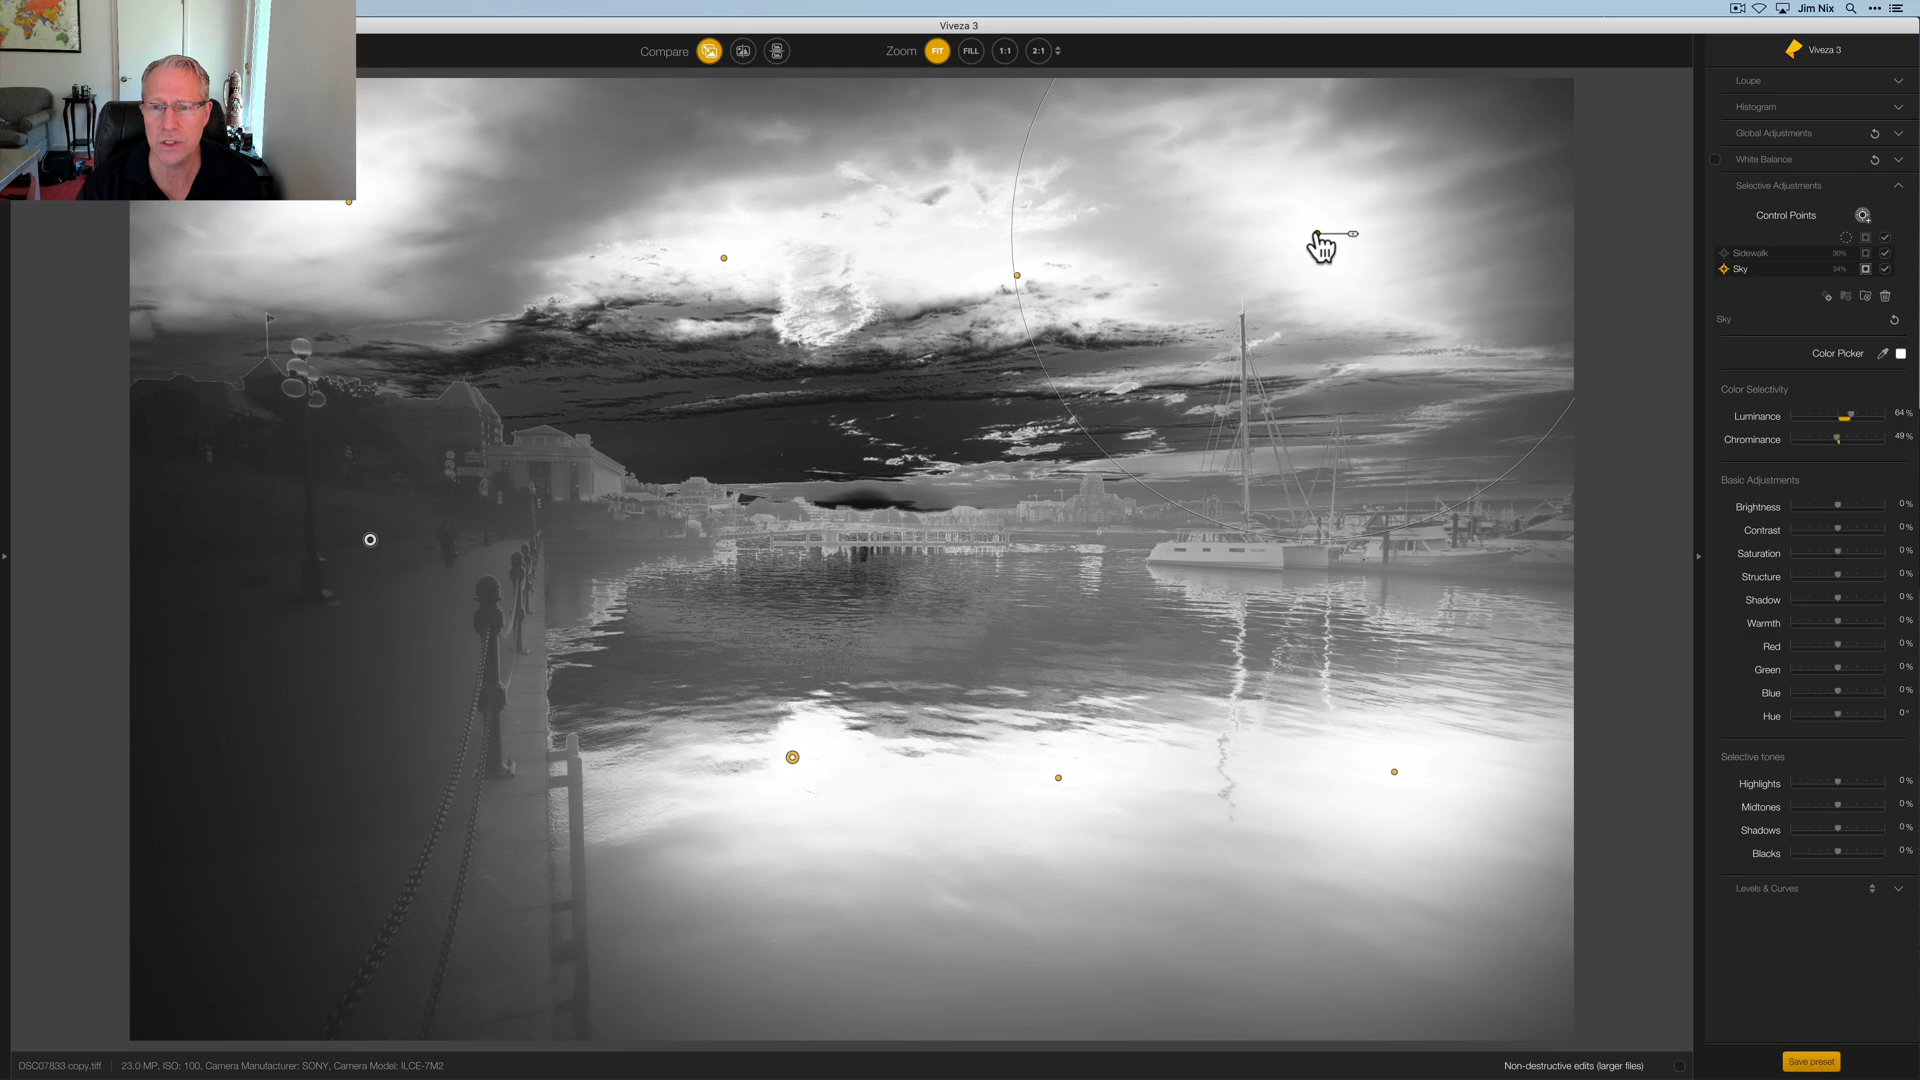 Jim Nix
Viveza 3
Compare
Zoom
FIT
FILL
1:1
2:1
Viveza 3
Loupe
Histogram
Global Adjustments
White Balance
Selective Adjustments
Control Points
Sidewalk 30%
Sky 34%
Sky
Color Picker
Color Selectivity
Luminance 64 %
Chrominance 49 %
Basic Adjustments
Brightness 0 %
Contrast 0 %
Saturation 0 %
Structure 0 %
Shadow 0 %
Warmth 0 %
Red 0 %
Green 0 %
Blue 0 %
Hue 0 °
Selective tones
Highlights 0 %
Midtones 0 %
Shadows 0 %
Blacks 0 %
Levels & Curves
DSC07833 copy.tiff | 23.0 MP, ISO: 100, Camera Manufacturer: SONY, Camera Model: ILCE-7M2
Non-destructive edits (larger files)
Save preset